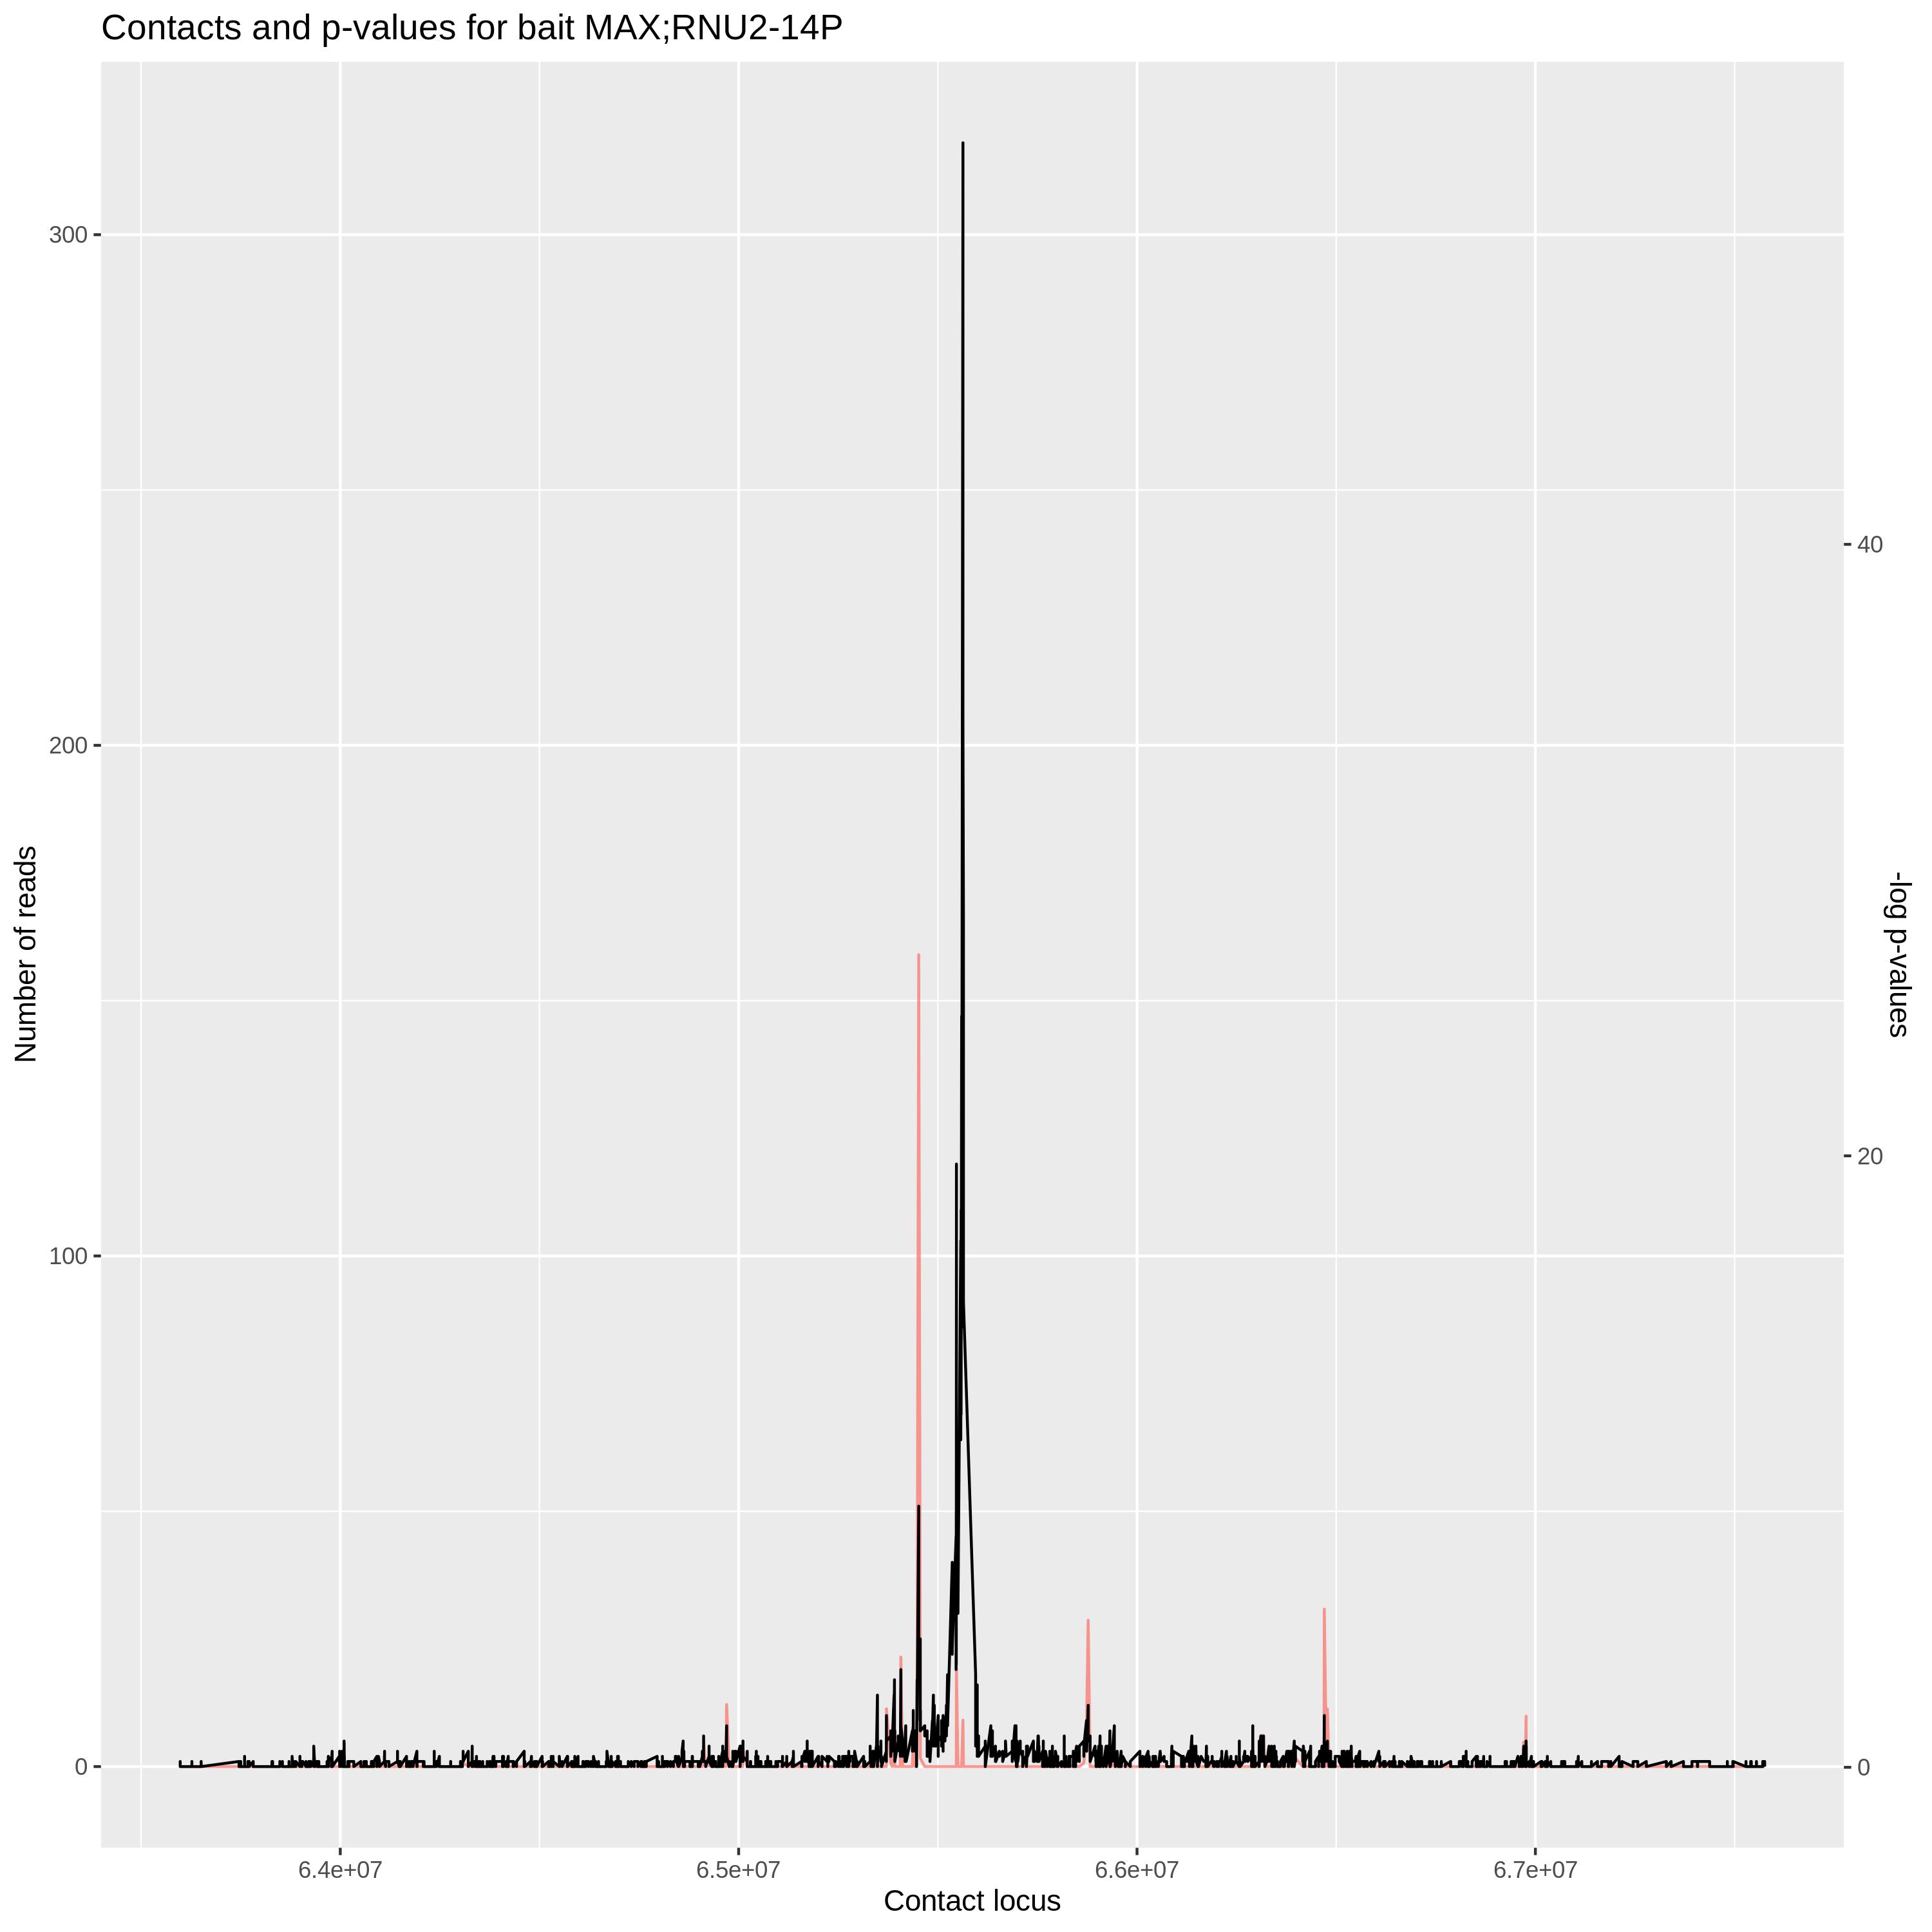 Contacts and p-values for bait MAX;RNU2-14P
300
200
100
0
Number of reads
40
20
0
-log p-values
6.4e+07 6.5e+07 6.6e+07 6.7e+07
Contact locus